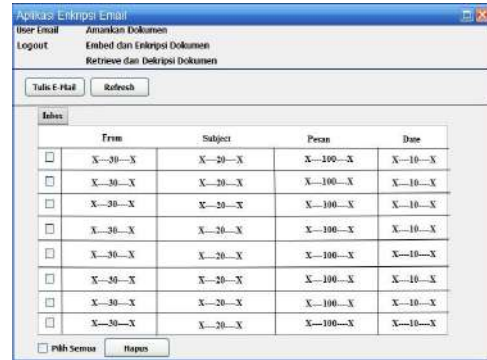 Aplikasi Enkripsi Email
User Email Amankan Dokumen
Logout Embed dan Enkripsi Dokumen
Retrieve dan Dekripsi Dokumen
Tulis E-Mail Refresh
Inbox
From Subject Pesan Date
X---30---X X---20---X X---100---X X---10---X
X---30---X X---20---X X---100---X X---10---X
X---30---X X---20---X X---100---X X---10---X
X---30---X X---20---X X---100---X X---10---X
X---30---X X---20---X X---100---X X---10---X
X---30---X X---20---X X---100---X X---10---X
X---30---X X---20---X X---100---X X---10---X
X---30---X X---20---X X---100---X X---10---X
Pilih Semua Hapus